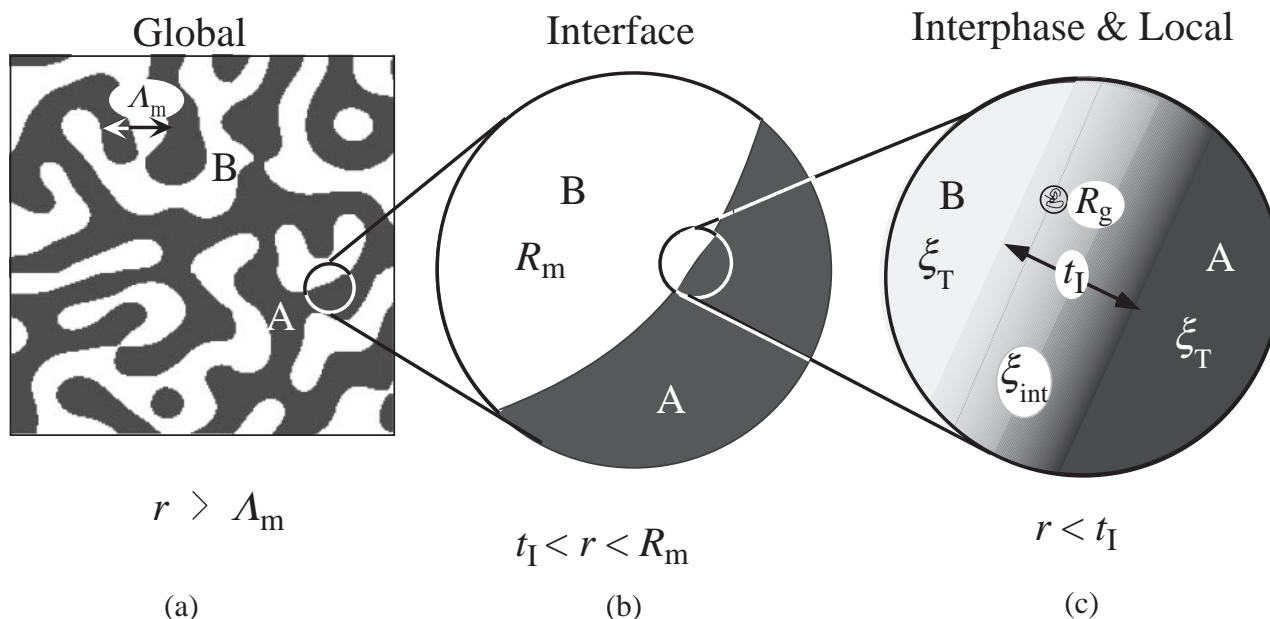 Global
Interface
Interphase & Local
Λm
B
A
B
Rm
A
B
ξT
Rg
tI
A
ξT
ξint
r > Λm
tI < r < Rm
r < tI
(a)
(b)
(c)